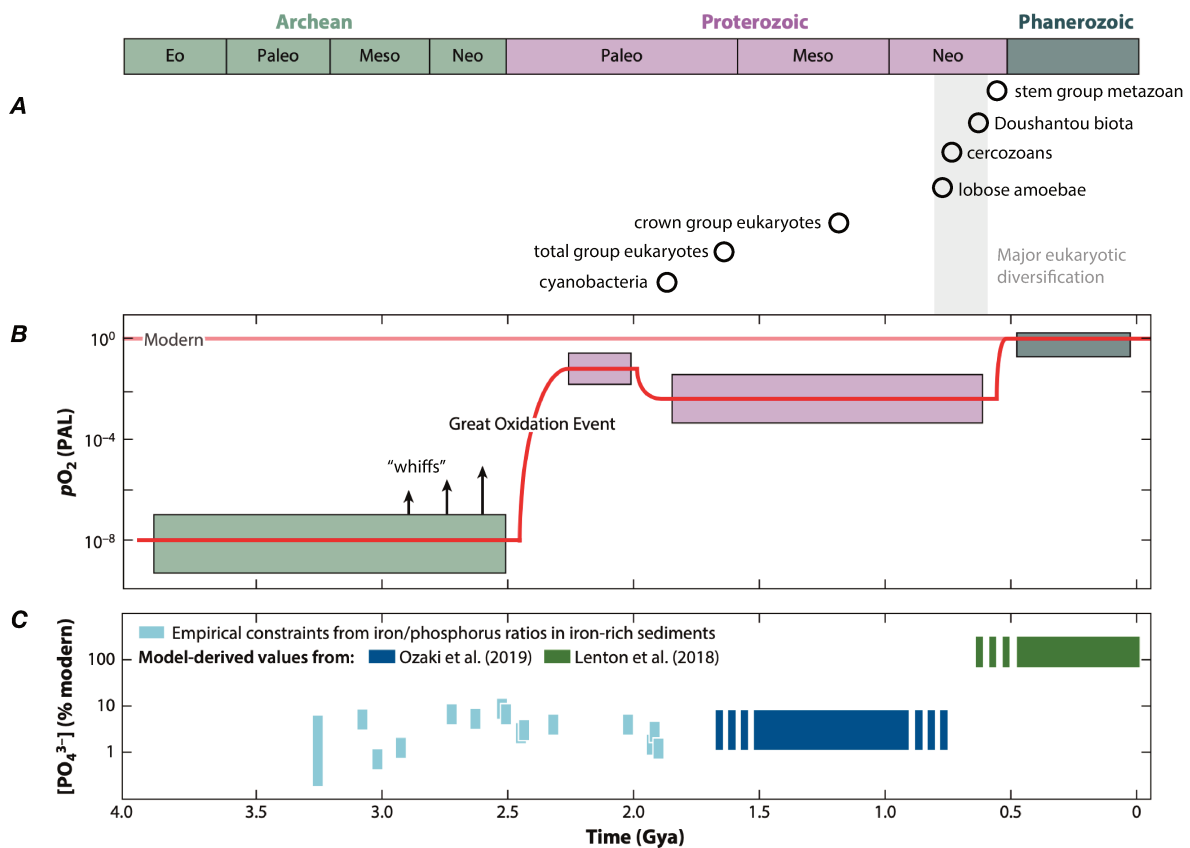 Archean Proterozoic Phanerozoic
Eo Paleo Meso Neo Paleo Meso Neo
A
stem group metazoan
Doushantou biota
cercozoans
lobose amoebae
crown group eukaryotes
total group eukaryotes
cyanobacteria
Major eukaryotic
diversification
B
pO₂ (PAL)
10⁰
Modern
10⁻⁴
10⁻⁸
Great Oxidation Event
“whiffs”
C
[PO₄³⁻] (% modern)
Empirical constraints from iron/phosphorus ratios in iron-rich sediments
Model-derived values from: Ozaki et al. (2019) Lenton et al. (2018)
100
10
1
4.0 3.5 3.0 2.5 2.0 1.5 1.0 0.5 0
Time (Gya)